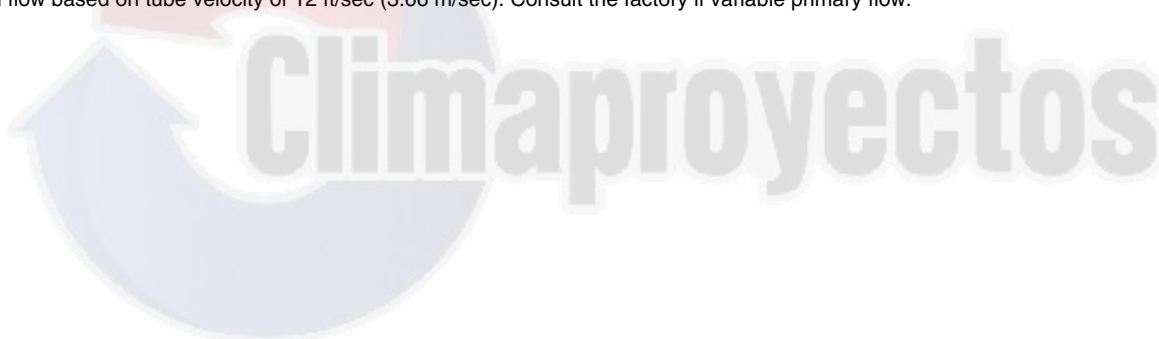 flow based on tube velocity of 12 ft/sec (3.66 m/sec). Consult the factory if variable primary flow.
Climaproyectos